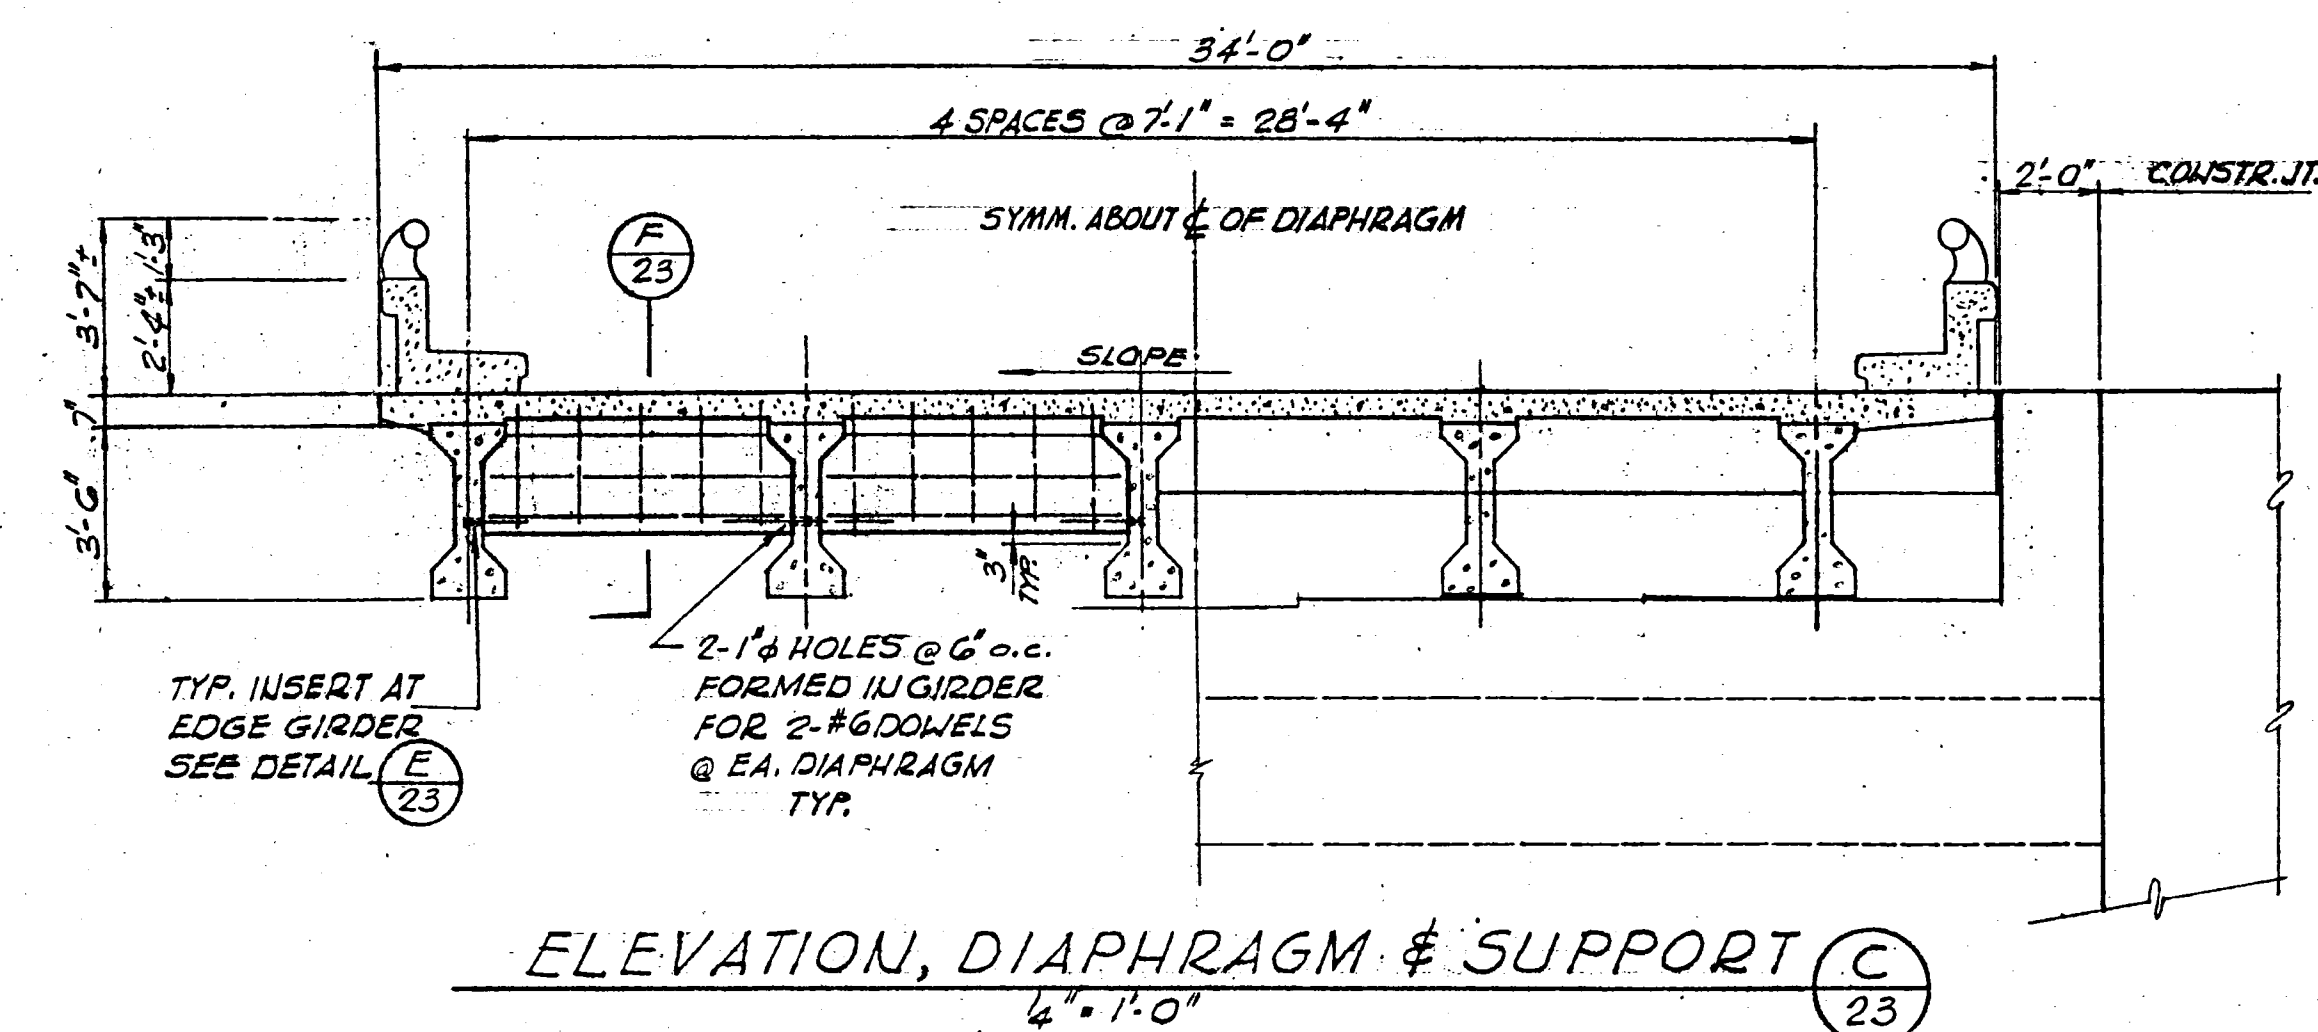 34'-0"
4 SPACES @ 7'-1" = 28'-4"
2'-0" CONSTR. JT.
SYMM. ABOUT ℄ OF DIAPHRAGM
F
23
3'-7"±
2'-4"± 1'-3"
SLOPE
7"
3'-6"
3"
TYP.
2-1"φ HOLES @ 6" o.c.
FORMED IN GIRDER
FOR 2-#6 DOWELS
@ EA. DIAPHRAGM
TYP.
TYP. INSERT AT
EDGE GIRDER
SEE DETAIL E
23
ELEVATION, DIAPHRAGM & SUPPORT C
23
1/4" = 1'-0"